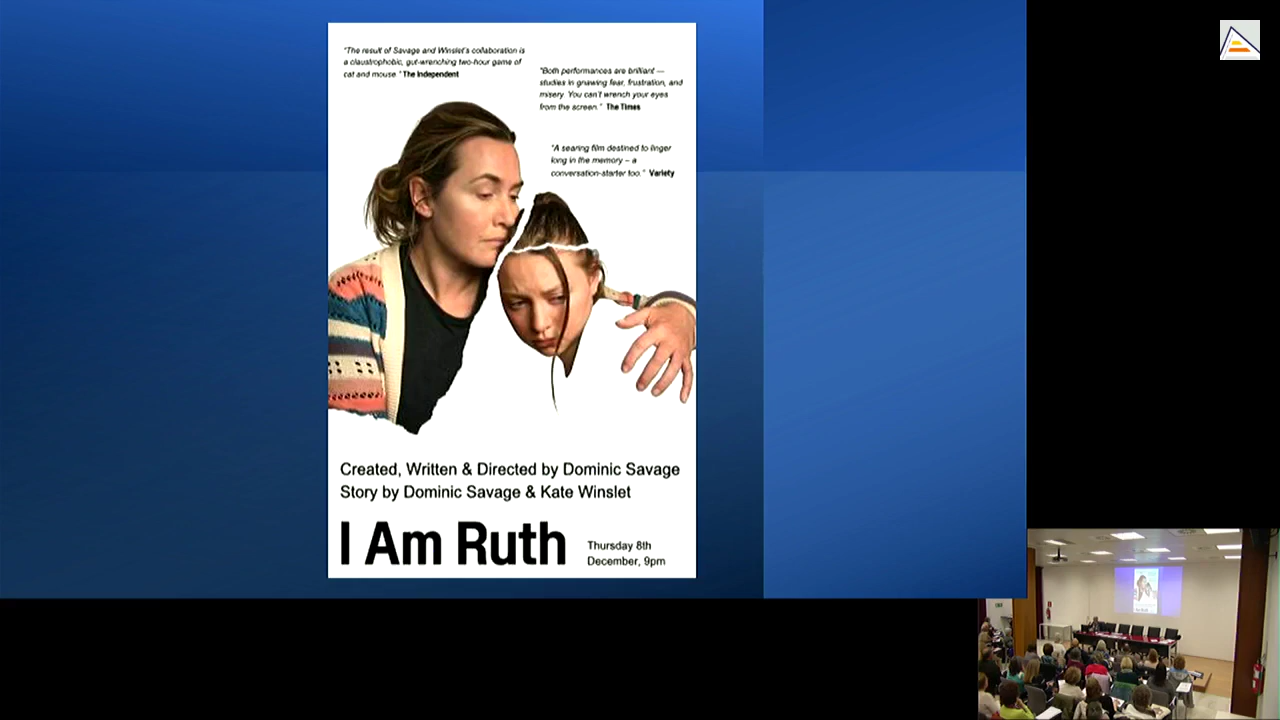 "The result of Savage and Winslet's collaboration is
a claustrophobic, gut-wrenching two-hour game of
cat and mouse " The Independent
"Both performances are brilliant —
studies in gnawing fear, frustration, and
misery. You can't wrench your eyes
from the screen." The Times
"A searing film destined to linger
long in the memory – a
conversation-starter too." Variety
Created, Written & Directed by Dominic Savage
Story by Dominic Savage & Kate Winslet
I Am Ruth
Thursday 8th
December, 9pm